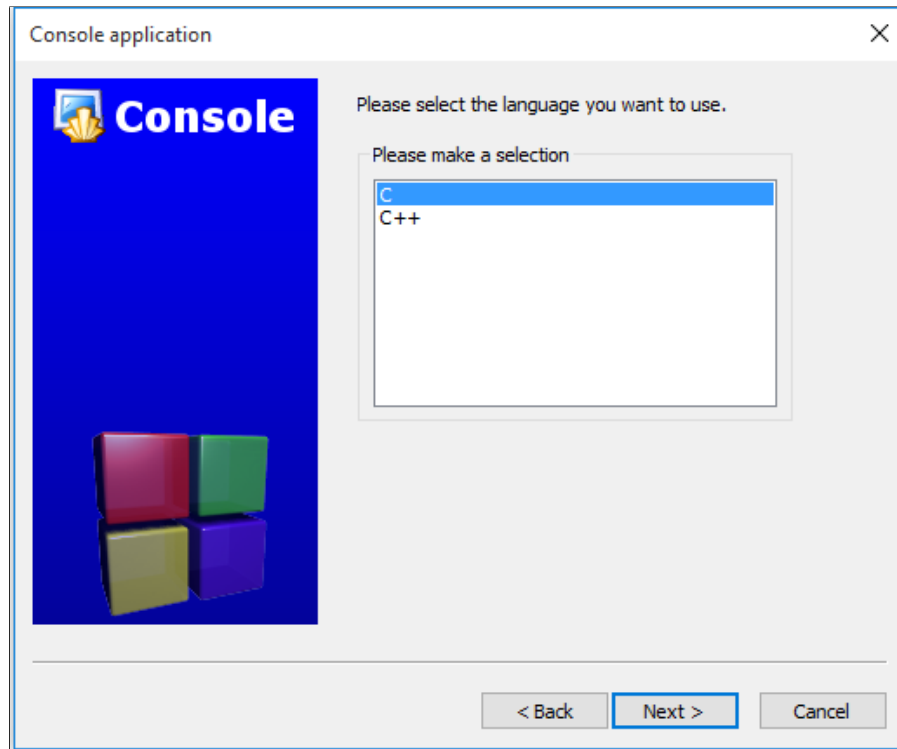 Console application
Console
Please select the language you want to use.
Please make a selection
C
C++
< Back
Next >
Cancel